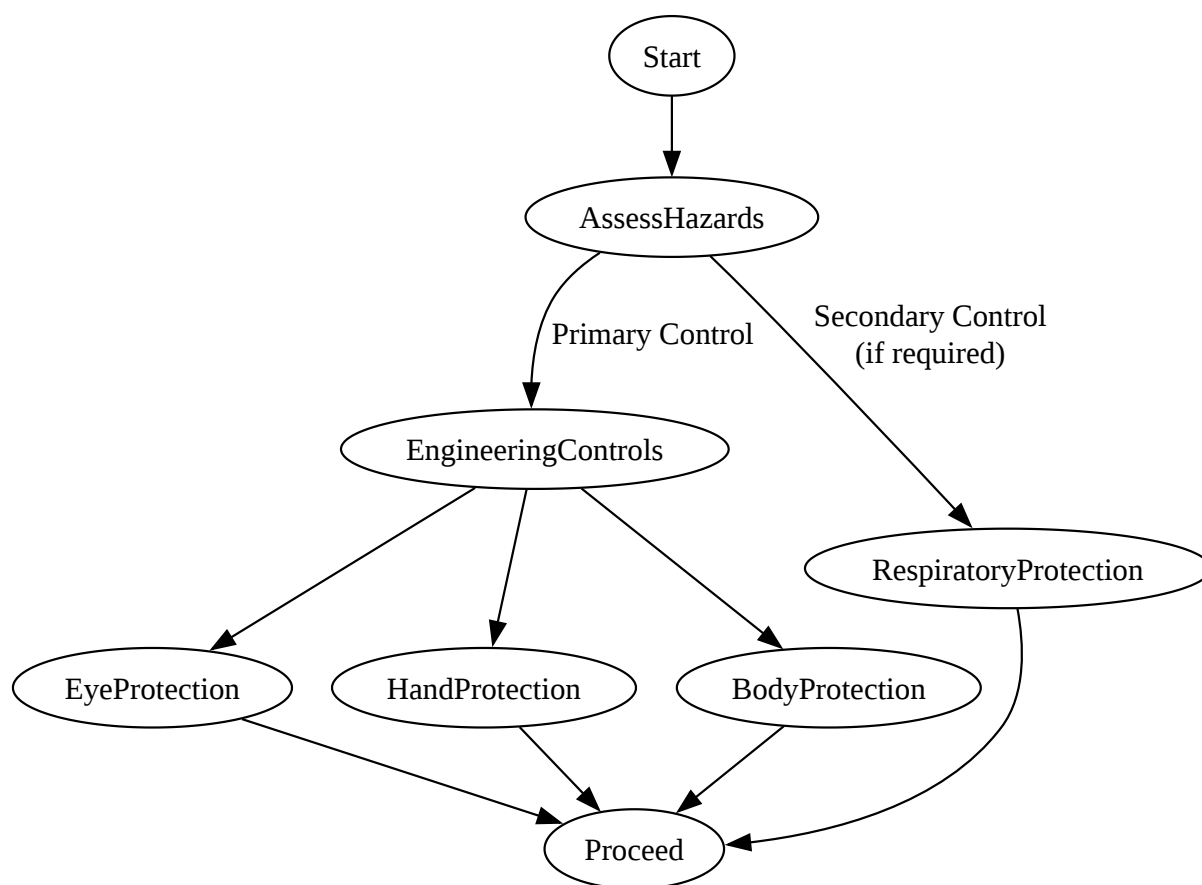 Start
AssessHazards
Primary Control
Secondary Control
(if required)
EngineeringControls
RespiratoryProtection
EyeProtection
HandProtection
BodyProtection
Proceed